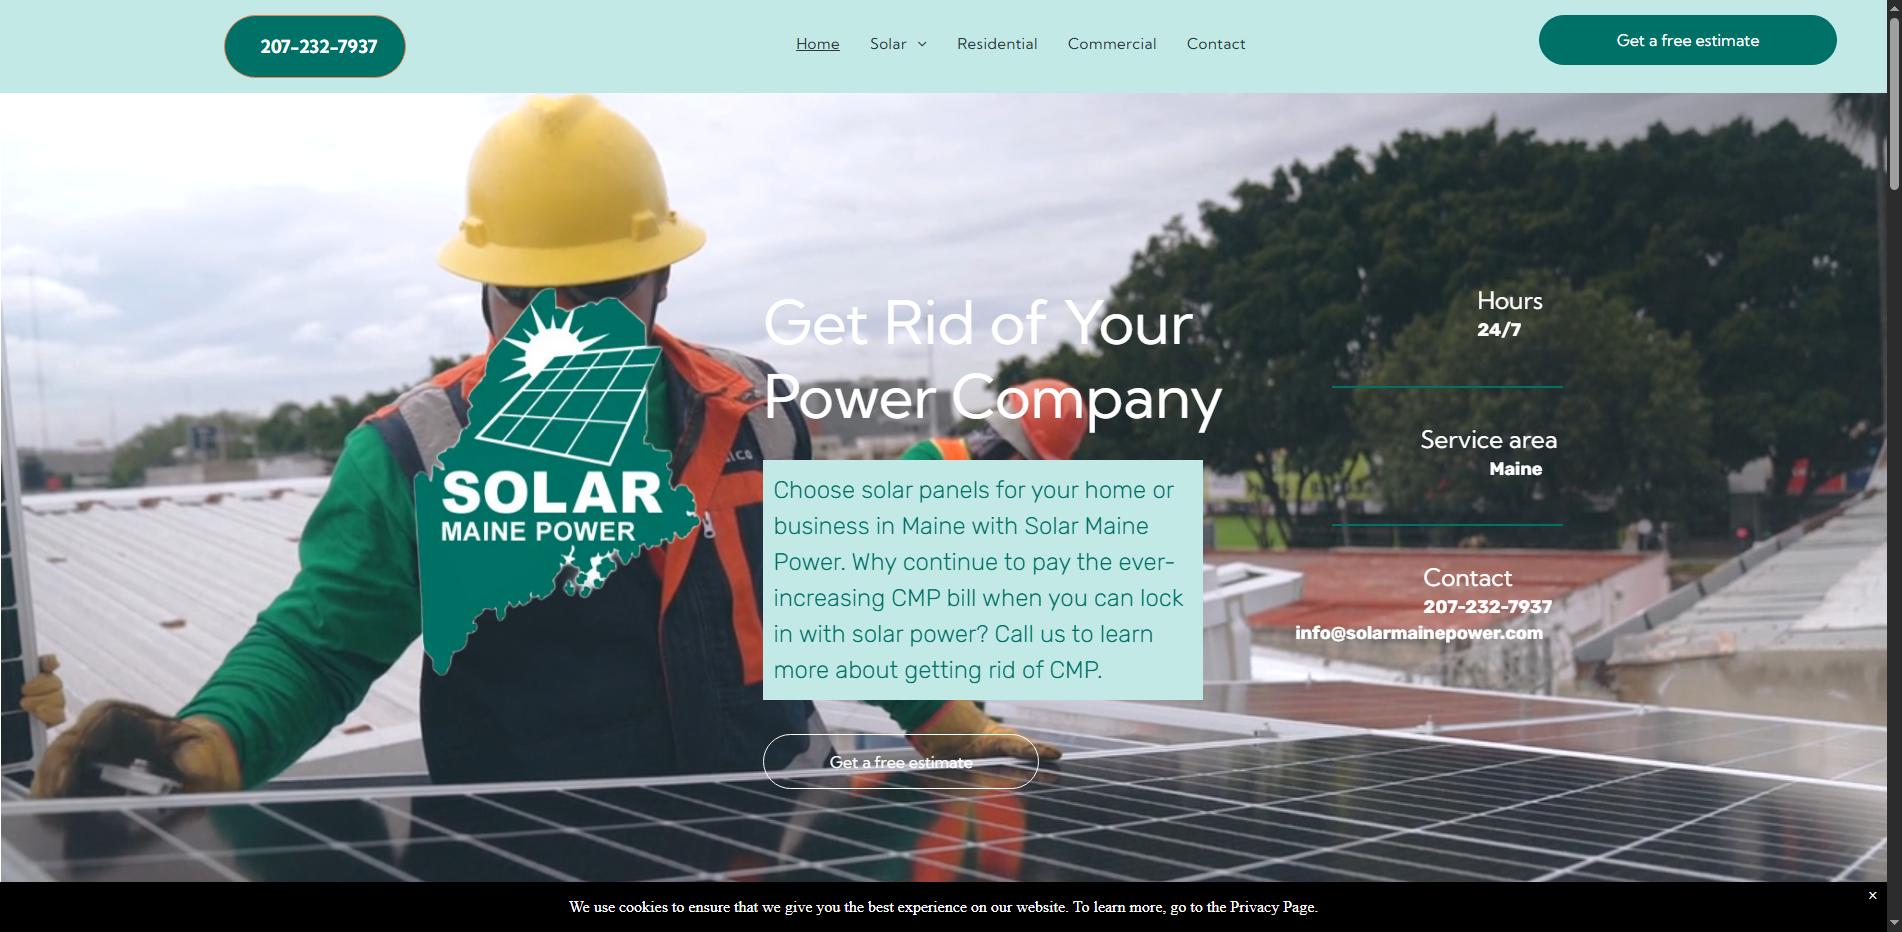 207-232-7937
Home
Solar
Residential
Commercial
Contact
Get a free estimate
SOLAR
MAINE POWER
Get Rid of Your
Power Company
Choose solar panels for your home or
business in Maine with Solar Maine
Power. Why continue to pay the ever-
increasing CMP bill when you can lock
in with solar power? Call us to learn
more about getting rid of CMP.
Get a free estimate
Hours
24/7
Service area
Maine
Contact
207-232-7937
info@solarmainepower.com
We use cookies to ensure that we give you the best experience on our website. To learn more, go to the Privacy Page.
×